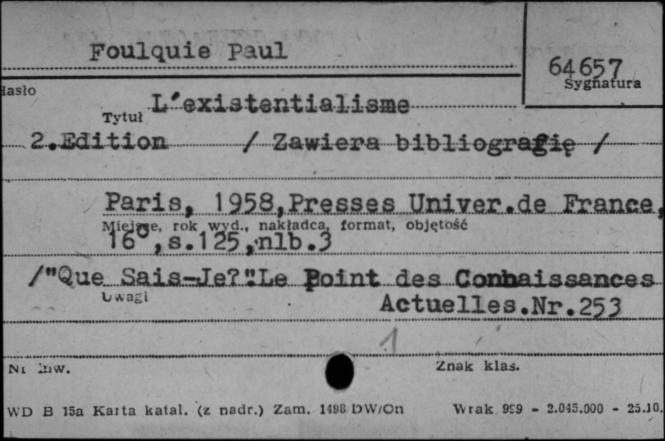 Foulquie Paul
64657
Hasło
Sygnatura
L'existentialisme
Tytuł
2.Edition / Zawiera bibliografię /
Paris, 1958,Presses Univer.de France,
Miejsce, rok wyd., nakładca, format, objętość
16°,s.125,nlb.3
/"Que Sais-Je?"Le Point des Connaissances
Uwagi
Actuelles.Nr.253
1
Nr inw.
Znak klas.
WD B 15a Karta katal. (z nadr.) Zam. 1498 DW/On Wrak 999 - 2.045.000 - 25.10.